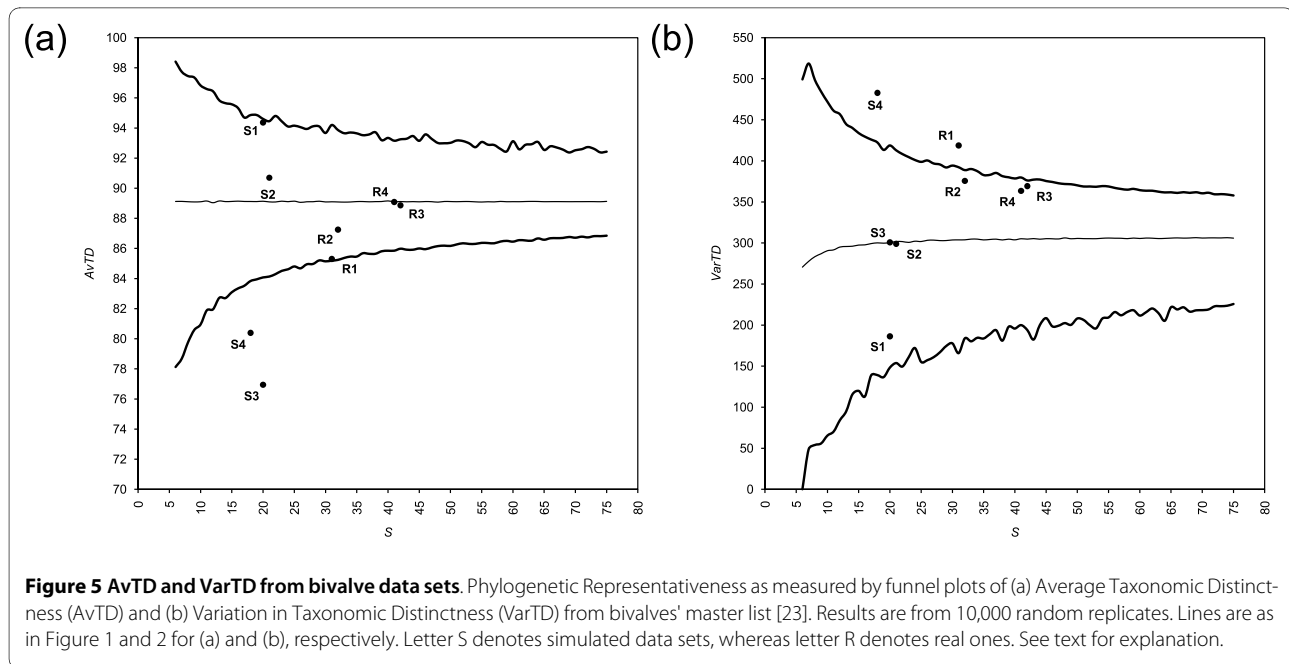 (a)
AvTD
100
98
96
94
92
90
88
86
84
82
80
78
76
74
72
70
S1
S2
R4
R3
R2
R1
S4
S3
0 5 10 15 20 25 30 35 40 45 50 55 60 65 70 75 80
S
(b)
VarTD
550
500
450
400
350
300
250
200
150
100
50
0
S4
R1
R2
R4
R3
S3
S2
S1
0 5 10 15 20 25 30 35 40 45 50 55 60 65 70 75 80
S
Figure 5 AvTD and VarTD from bivalve data sets. Phylogenetic Representativeness as measured by funnel plots of (a) Average Taxonomic Distinct-
ness (AvTD) and (b) Variation in Taxonomic Distinctness (VarTD) from bivalves' master list [23]. Results are from 10,000 random replicates. Lines are as
in Figure 1 and 2 for (a) and (b), respectively. Letter S denotes simulated data sets, whereas letter R denotes real ones. See text for explanation.